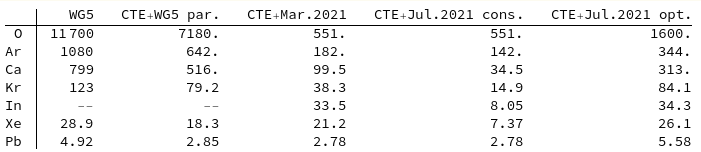 WG5 CTE+WG5 par. CTE+Mar.2021 CTE+Jul.2021 cons. CTE+Jul.2021 opt.
O 11 700 7180. 551. 551. 1600.
Ar 1080 642. 182. 142. 344.
Ca 799 516. 99.5 34.5 313.
Kr 123 79.2 38.3 14.9 84.1
In -- -- 33.5 8.05 34.3
Xe 28.9 18.3 21.2 7.37 26.1
Pb 4.92 2.85 2.78 2.78 5.58